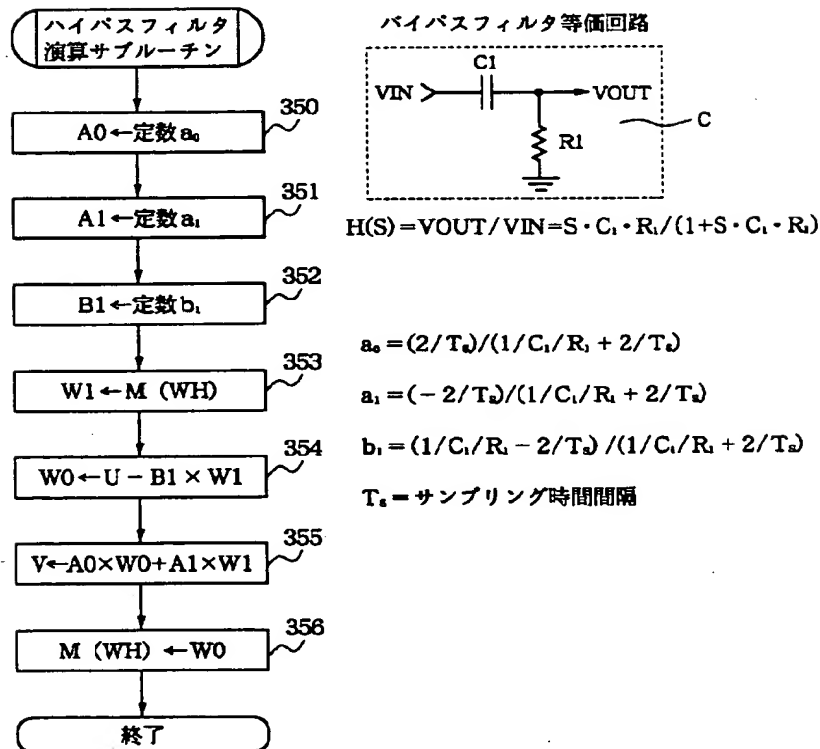 ハイパスフィルタ
演算サブルーチン
A0←定数a₀
350
A1←定数a₁
351
B1←定数b₁
352
W1←M (WH)
353
W0←U − B1 × W1
354
V←A0×W0+A1×W1
355
M (WH) ←W0
356
終了
バイパスフィルタ等価回路
C1
VIN
VOUT
R1
C
H(S)=VOUT/VIN=S・C₁・R₁/(1+S・C₁・R₁)
a₀=(2/Tₛ)/(1/C₁/R₁ + 2/Tₛ)
a₁=(− 2/Tₛ)/(1/C₁/R₁ + 2/Tₛ)
b₁=(1/C₁/R₁ − 2/Tₛ) /(1/C₁/R₁ + 2/Tₛ)
Tₛ=サンプリング時間間隔